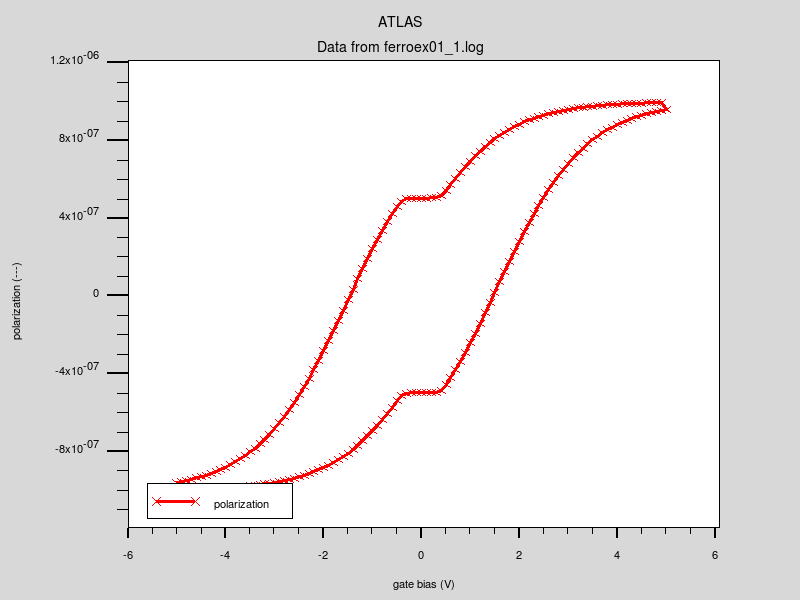 ATLAS
Data from ferroex01_1.log
1.2x10-06
8x10-07
4x10-07
0
-4x10-07
-8x10-07
polarization (---)
polarization
-6
-4
-2
0
2
4
6
gate bias (V)